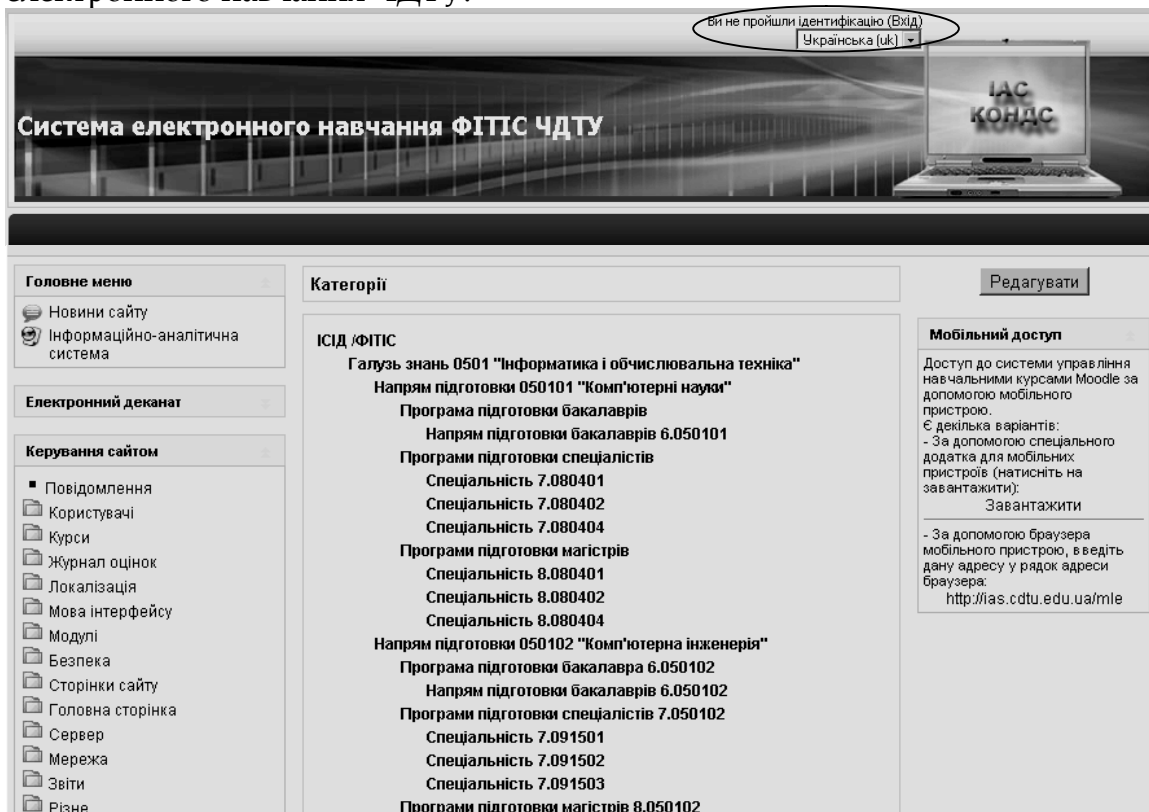 електронного навчання ЧДТУ.
Ви не пройшли ідентифікацію (Вхід)
Українська (uk)
ІАС
КОНДС
Система електронного навчання ФІТІС ЧДТУ
Головне меню
Новини сайту
Інформаційно-аналітична
система
Електронний деканат
Керування сайтом
Повідомлення
Користувачі
Курси
Журнал оцінок
Локалізація
Мова інтерфейсу
Модулі
Безпека
Сторінки сайту
Головна сторінка
Сервер
Мережа
Звіти
Різне
Категорії
ІСІД /ФІТІС
Галузь знань 0501 "Інформатика і обчислювальна техніка"
Напрям підготовки 050101 "Комп'ютерні науки"
Програма підготовки бакалаврів
Напрям підготовки бакалаврів 6.050101
Програми підготовки спеціалістів
Спеціальність 7.080401
Спеціальність 7.080402
Спеціальність 7.080404
Програми підготовки магістрів
Спеціальність 8.080401
Спеціальність 8.080402
Спеціальність 8.080404
Напрям підготовки 050102 "Комп'ютерна інженерія"
Програма підготовки бакалавра 6.050102
Напрям підготовки бакалаврів 6.050102
Програми підготовки спеціалістів 7.050102
Спеціальність 7.091501
Спеціальність 7.091502
Спеціальність 7.091503
Програми підготовки магістрів 8.050102
Редагувати
Мобільний доступ
Доступ до системи управління
навчальними курсами Moodle за
допомогою мобільного
пристрою.
Є декілька варіантів:
- За допомогою спеціального
додатка для мобільних
пристроїв (натисніть на
завантажити):
Завантажити
- За допомогою браузера
мобільного пристрою, введіть
дану адресу у рядок адреси
браузера:
http://ias.cdtu.edu.ua/mle